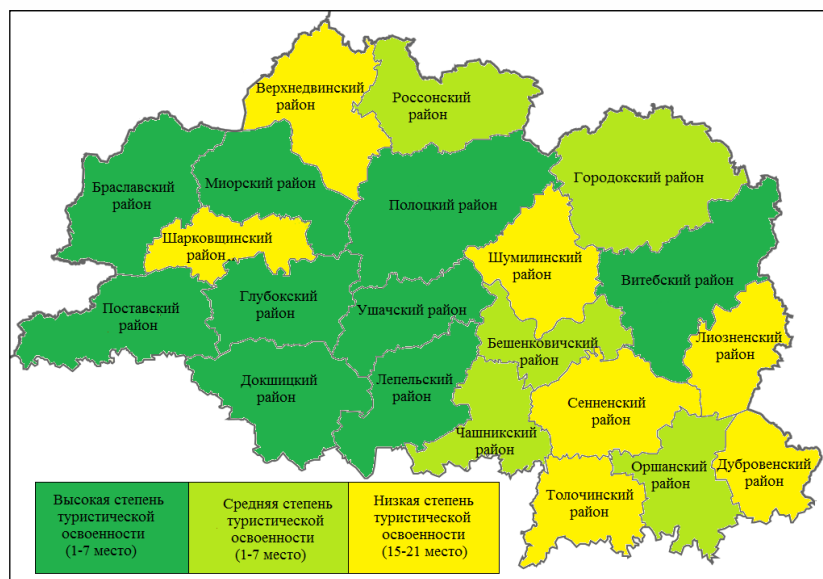 Верхнедвинский
район
Россонский
район
Браславский
район
Миорский район
Полоцкий район
Городокский район
Шарковщинский
район
Шумилинский
район
Витебский район
Поставский
район
Глубокский
район
Ушачский район
Бешенковичский
район
Лиозненский
район
Докшицкий
район
Лепельский
район
Сенненский
район
Чашникский
район
Оршанский
район
Дубровенский
район
Толочинский
район
Высокая степень
туристической
освоенности
(1-7 место)
Средняя степень
туристической
освоенности
(1-7 место)
Низкая степень
туристической
освоенности
(15-21 место)